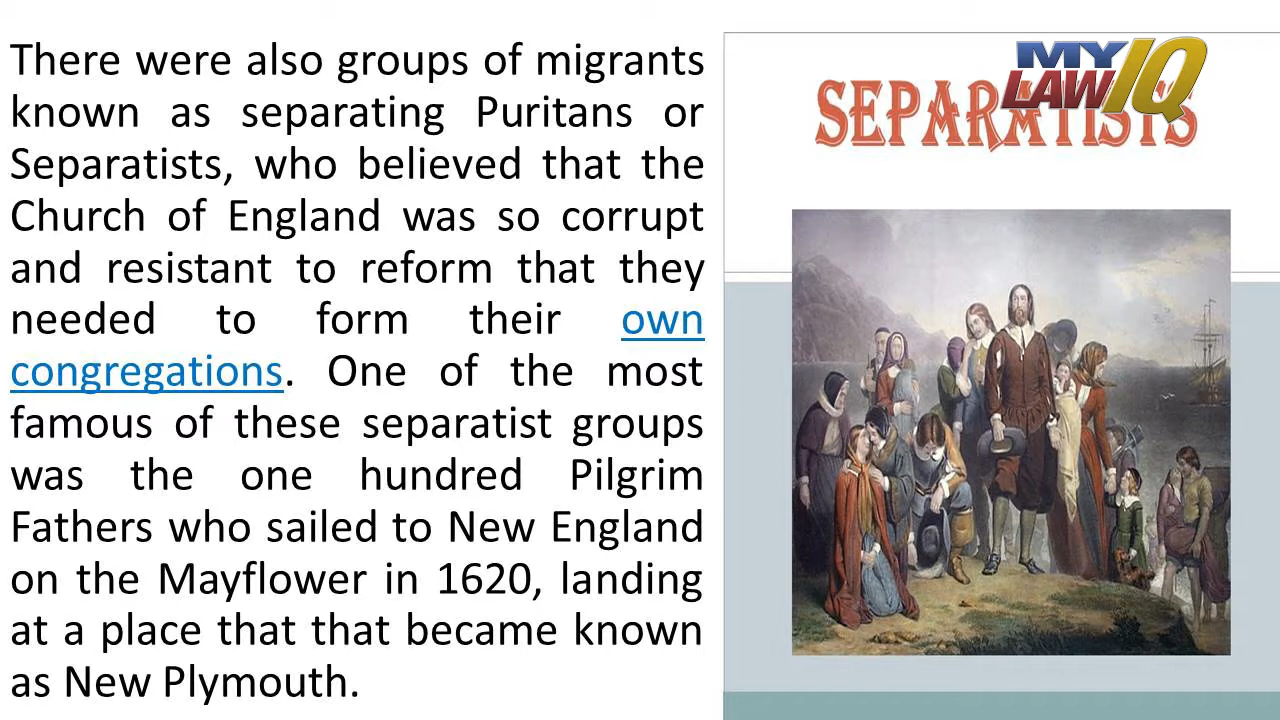 There were also groups of migrants
known as separating Puritans or
Separatists, who believed that the
Church of England was so corrupt
and resistant to reform that they
needed to form their own
congregations. One of the most
famous of these separatist groups
was the one hundred Pilgrim
Fathers who sailed to New England
on the Mayflower in 1620, landing
at a place that that became known
as New Plymouth.
MY
LAW IQ
SEPARATISTS